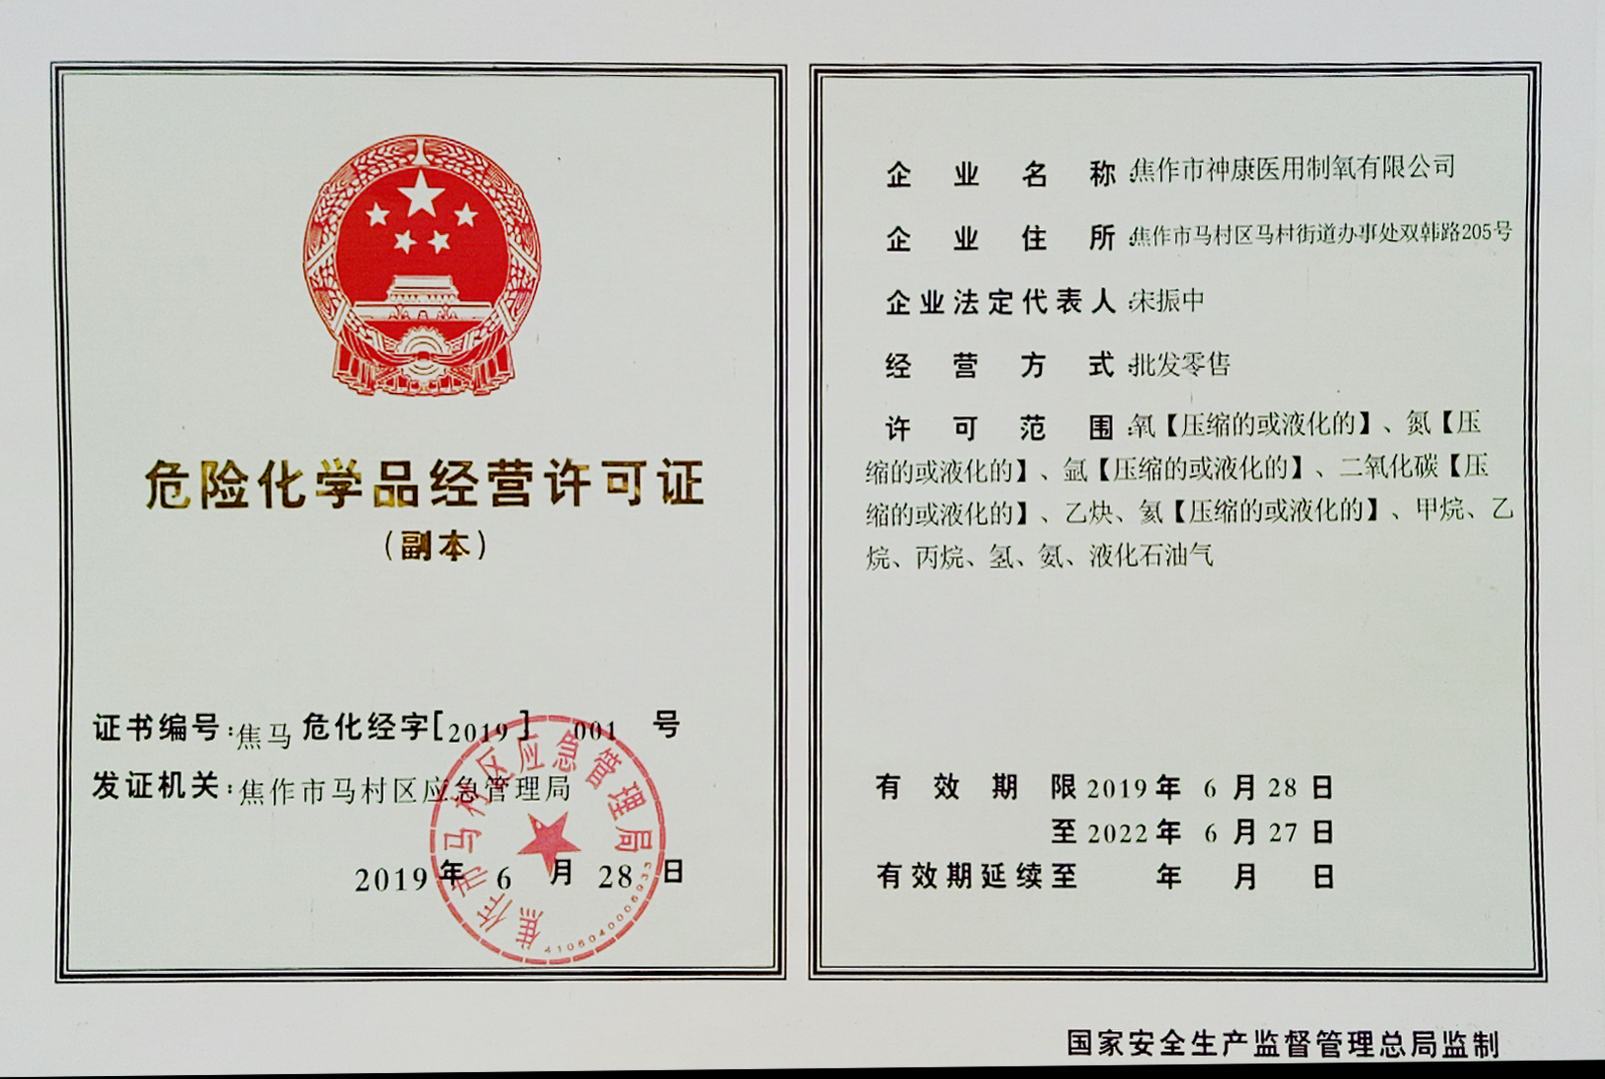 危险化学品经营许可证
（副本）
证书编号：焦马 危化经字[2019] 001 号
发证机关：焦作市马村区应急管理局
2019 年 6 月 28 日
焦作市马村区应急管理局
4108040006933
企业名称：焦作市神康医用制氧有限公司
企业住所：焦作市马村区马村街道办事处双韩路205号
企业法定代表人：宋振中
经营方式：批发零售
许可范围：氧【压缩的或液化的】、氮【压
缩的或液化的】、氩【压缩的或液化的】、二氧化碳【压
缩的或液化的】、乙炔、氦【压缩的或液化的】、甲烷、乙
烷、丙烷、氢、氨、液化石油气
有效期限 2019 年 6 月 28 日
至 2022 年 6 月 27 日
有效期延续至 年 月 日
国家安全生产监督管理总局监制